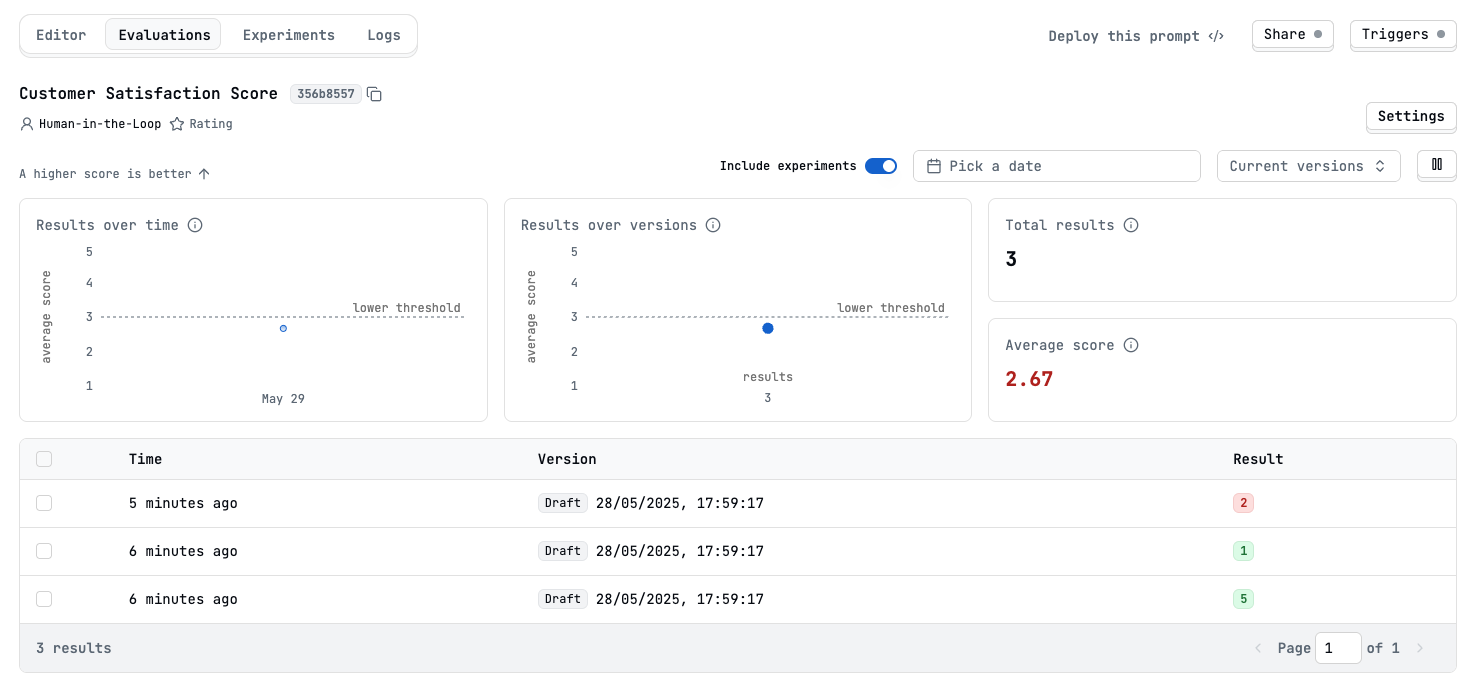 Editor Evaluations Experiments Logs Deploy this prompt </> Share Triggers
Customer Satisfaction Score 356b8557
Human-in-the-Loop Rating
Settings
A higher score is better ↑ Include experiments Pick a date Current versions
Results over time
5
4
3
2
1
average score
lower threshold
May 29
Results over versions
5
4
3
2
1
average score
lower threshold
results
3
Total results
3
Average score
2.67
Time Version Result
5 minutes ago Draft 28/05/2025, 17:59:17 2
6 minutes ago Draft 28/05/2025, 17:59:17 1
6 minutes ago Draft 28/05/2025, 17:59:17 5
3 results Page 1 of 1